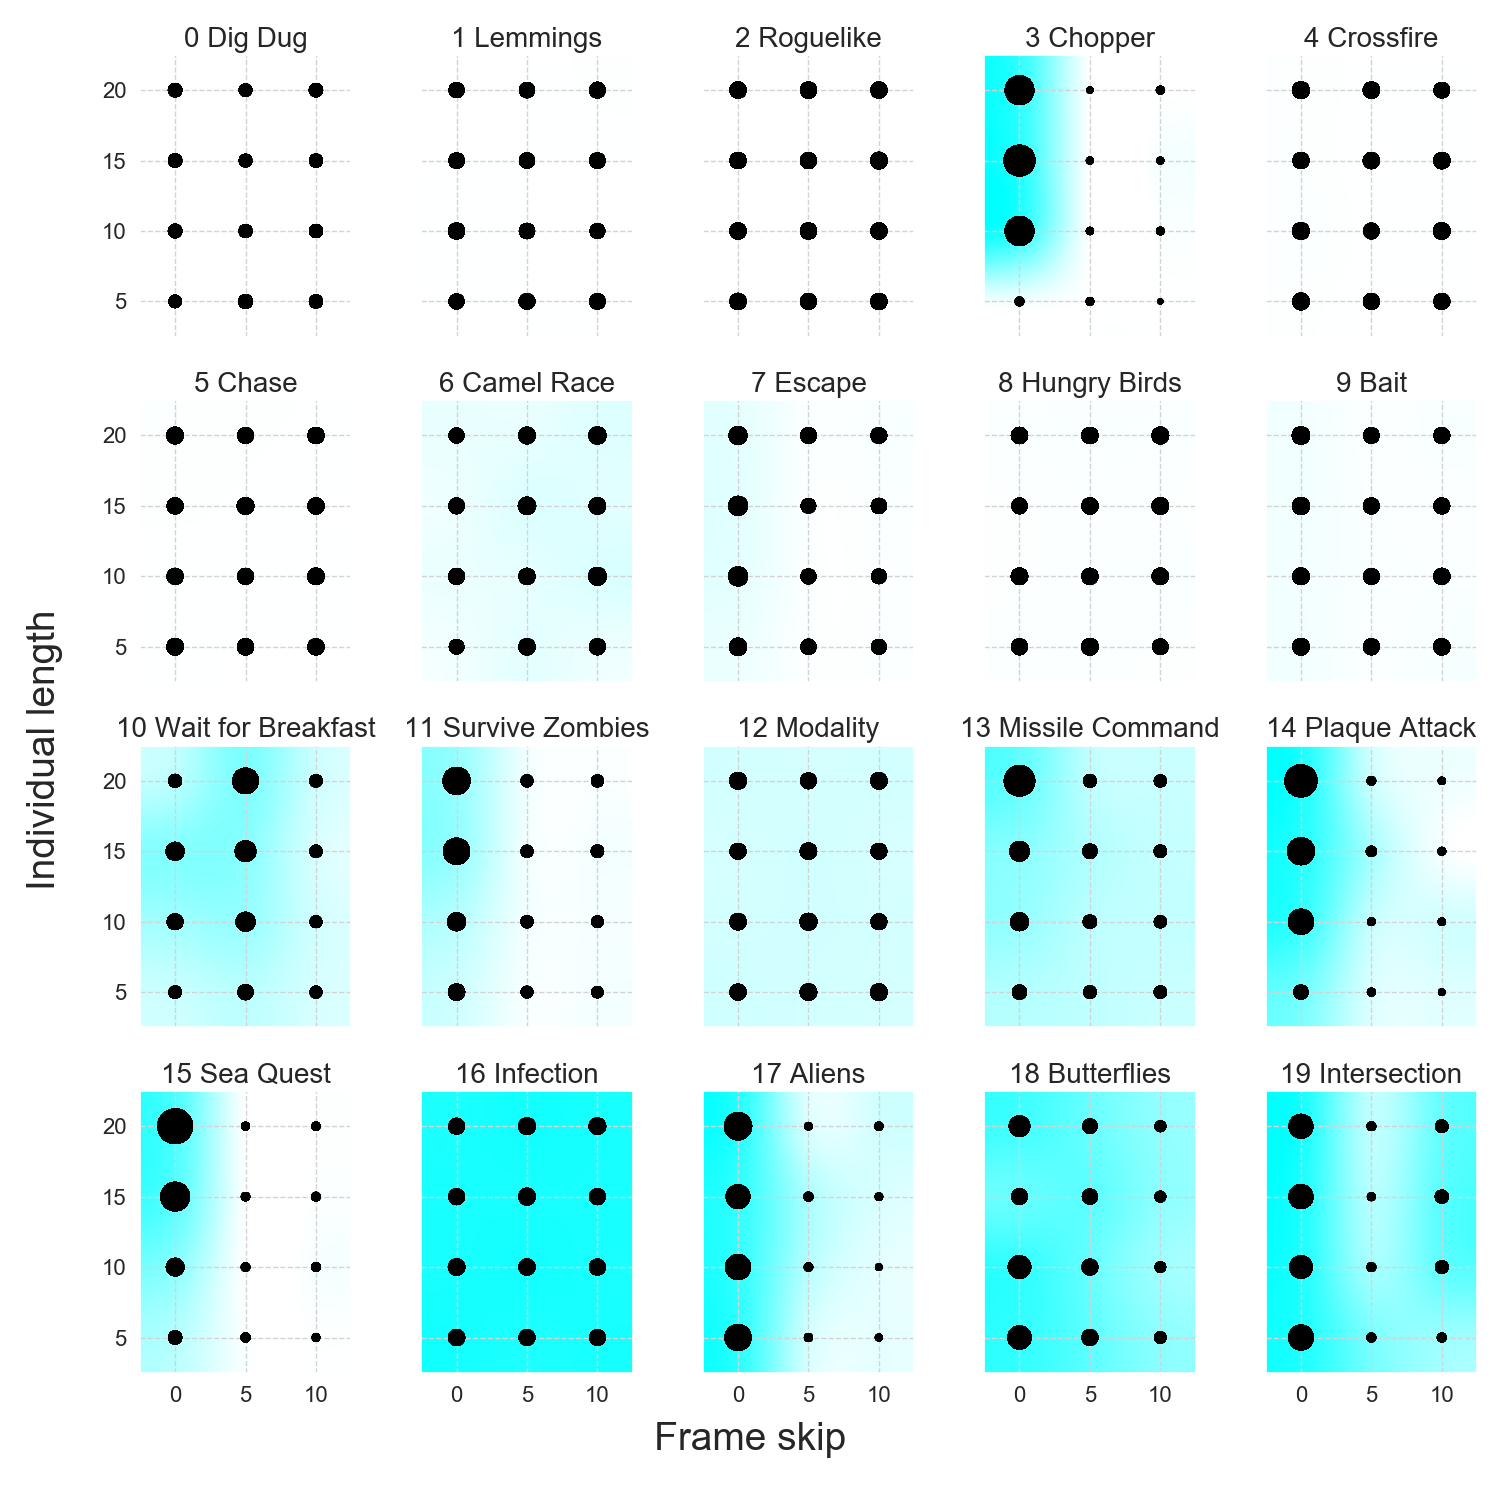 0 Dig Dug
1 Lemmings
2 Roguelike
3 Chopper
4 Crossfire
20
15
10
5
5 Chase
6 Camel Race
7 Escape
8 Hungry Birds
9 Bait
20
15
10
5
Individual length
10 Wait for Breakfast
11 Survive Zombies
12 Modality
13 Missile Command
14 Plaque Attack
20
15
10
5
15 Sea Quest
16 Infection
17 Aliens
18 Butterflies
19 Intersection
20
15
10
5
0 5 10 0 5 10 0 5 10 0 5 10 0 5 10
Frame skip